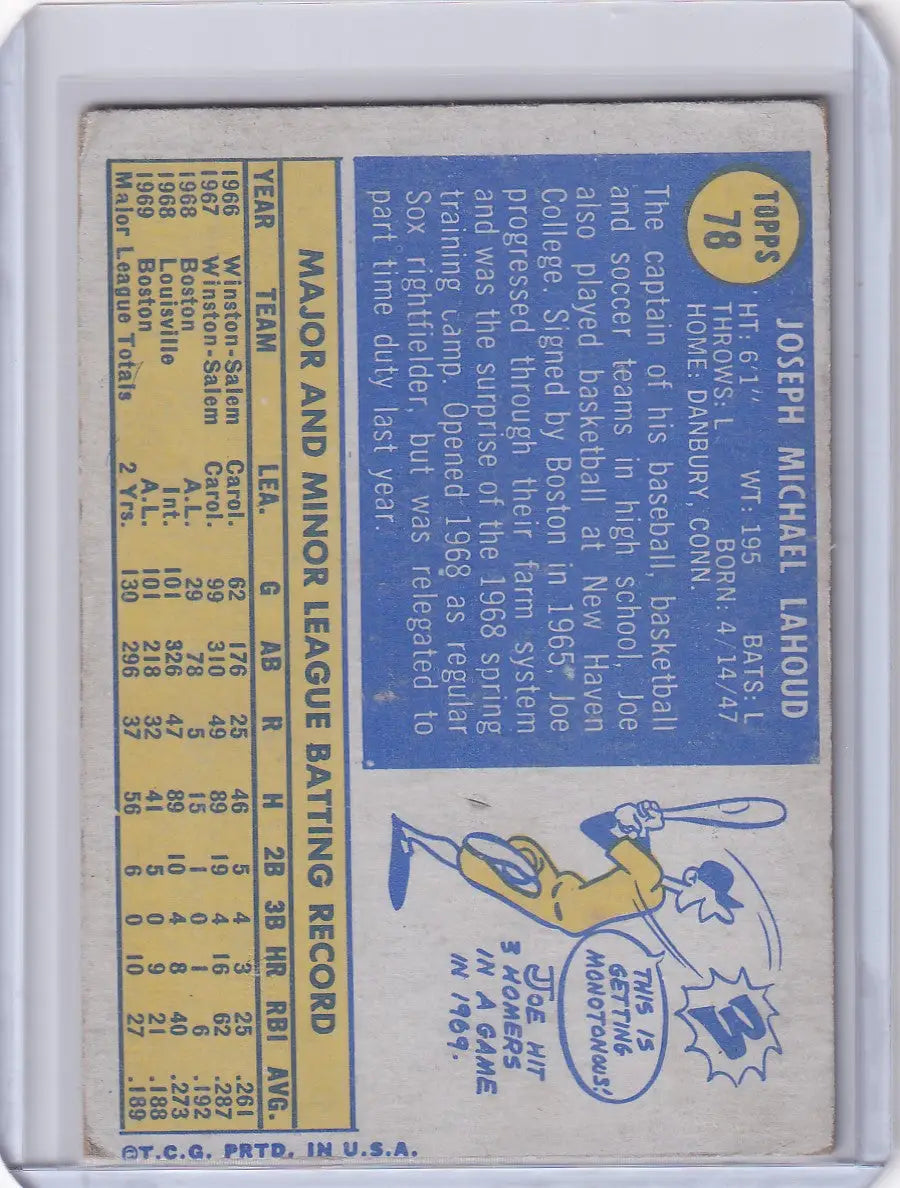 TOPPS
78
JOSEPH MICHAEL LAHOUD
HT: 6'1" WT: 195 BATS: L
THROWS: L BORN: 4/14/47
HOME: DANBURY, CONN.
The captain of his baseball, basketball
and soccer teams in high school, Joe
also played basketball at New Haven
College. Signed by Boston in 1965, Joe
progressed through their farm system
and was the surprise of the 1968 spring
training camp. Opened 1968 as regular
Sox rightfielder, but was relegated to
part time duty last year.
3
THIS IS
GETTING
MONOTONOUS!
JOE HIT
3 HOMERS
IN A GAME
IN 1969.
MAJOR AND MINOR LEAGUE BATTING RECORD
YEAR TEAM LEA. G AB R H 2B 3B HR RBI AVG.
1966 Winston-Salem Carol. 62 176 25 46 5 4 3 25 .261
1967 Winston-Salem Carol. 99 310 49 89 19 4 16 62 .287
1968 Boston A.L. 29 78 5 15 1 0 1 6 .192
1968 Louisville Int. 101 326 47 89 10 4 8 40 .273
1969 Boston A.L. 101 218 32 41 5 0 9 21 .188
Major League Totals 2 Yrs. 130 296 37 56 6 0 10 27 .189
©T.C.G. PRTD. IN U.S.A.